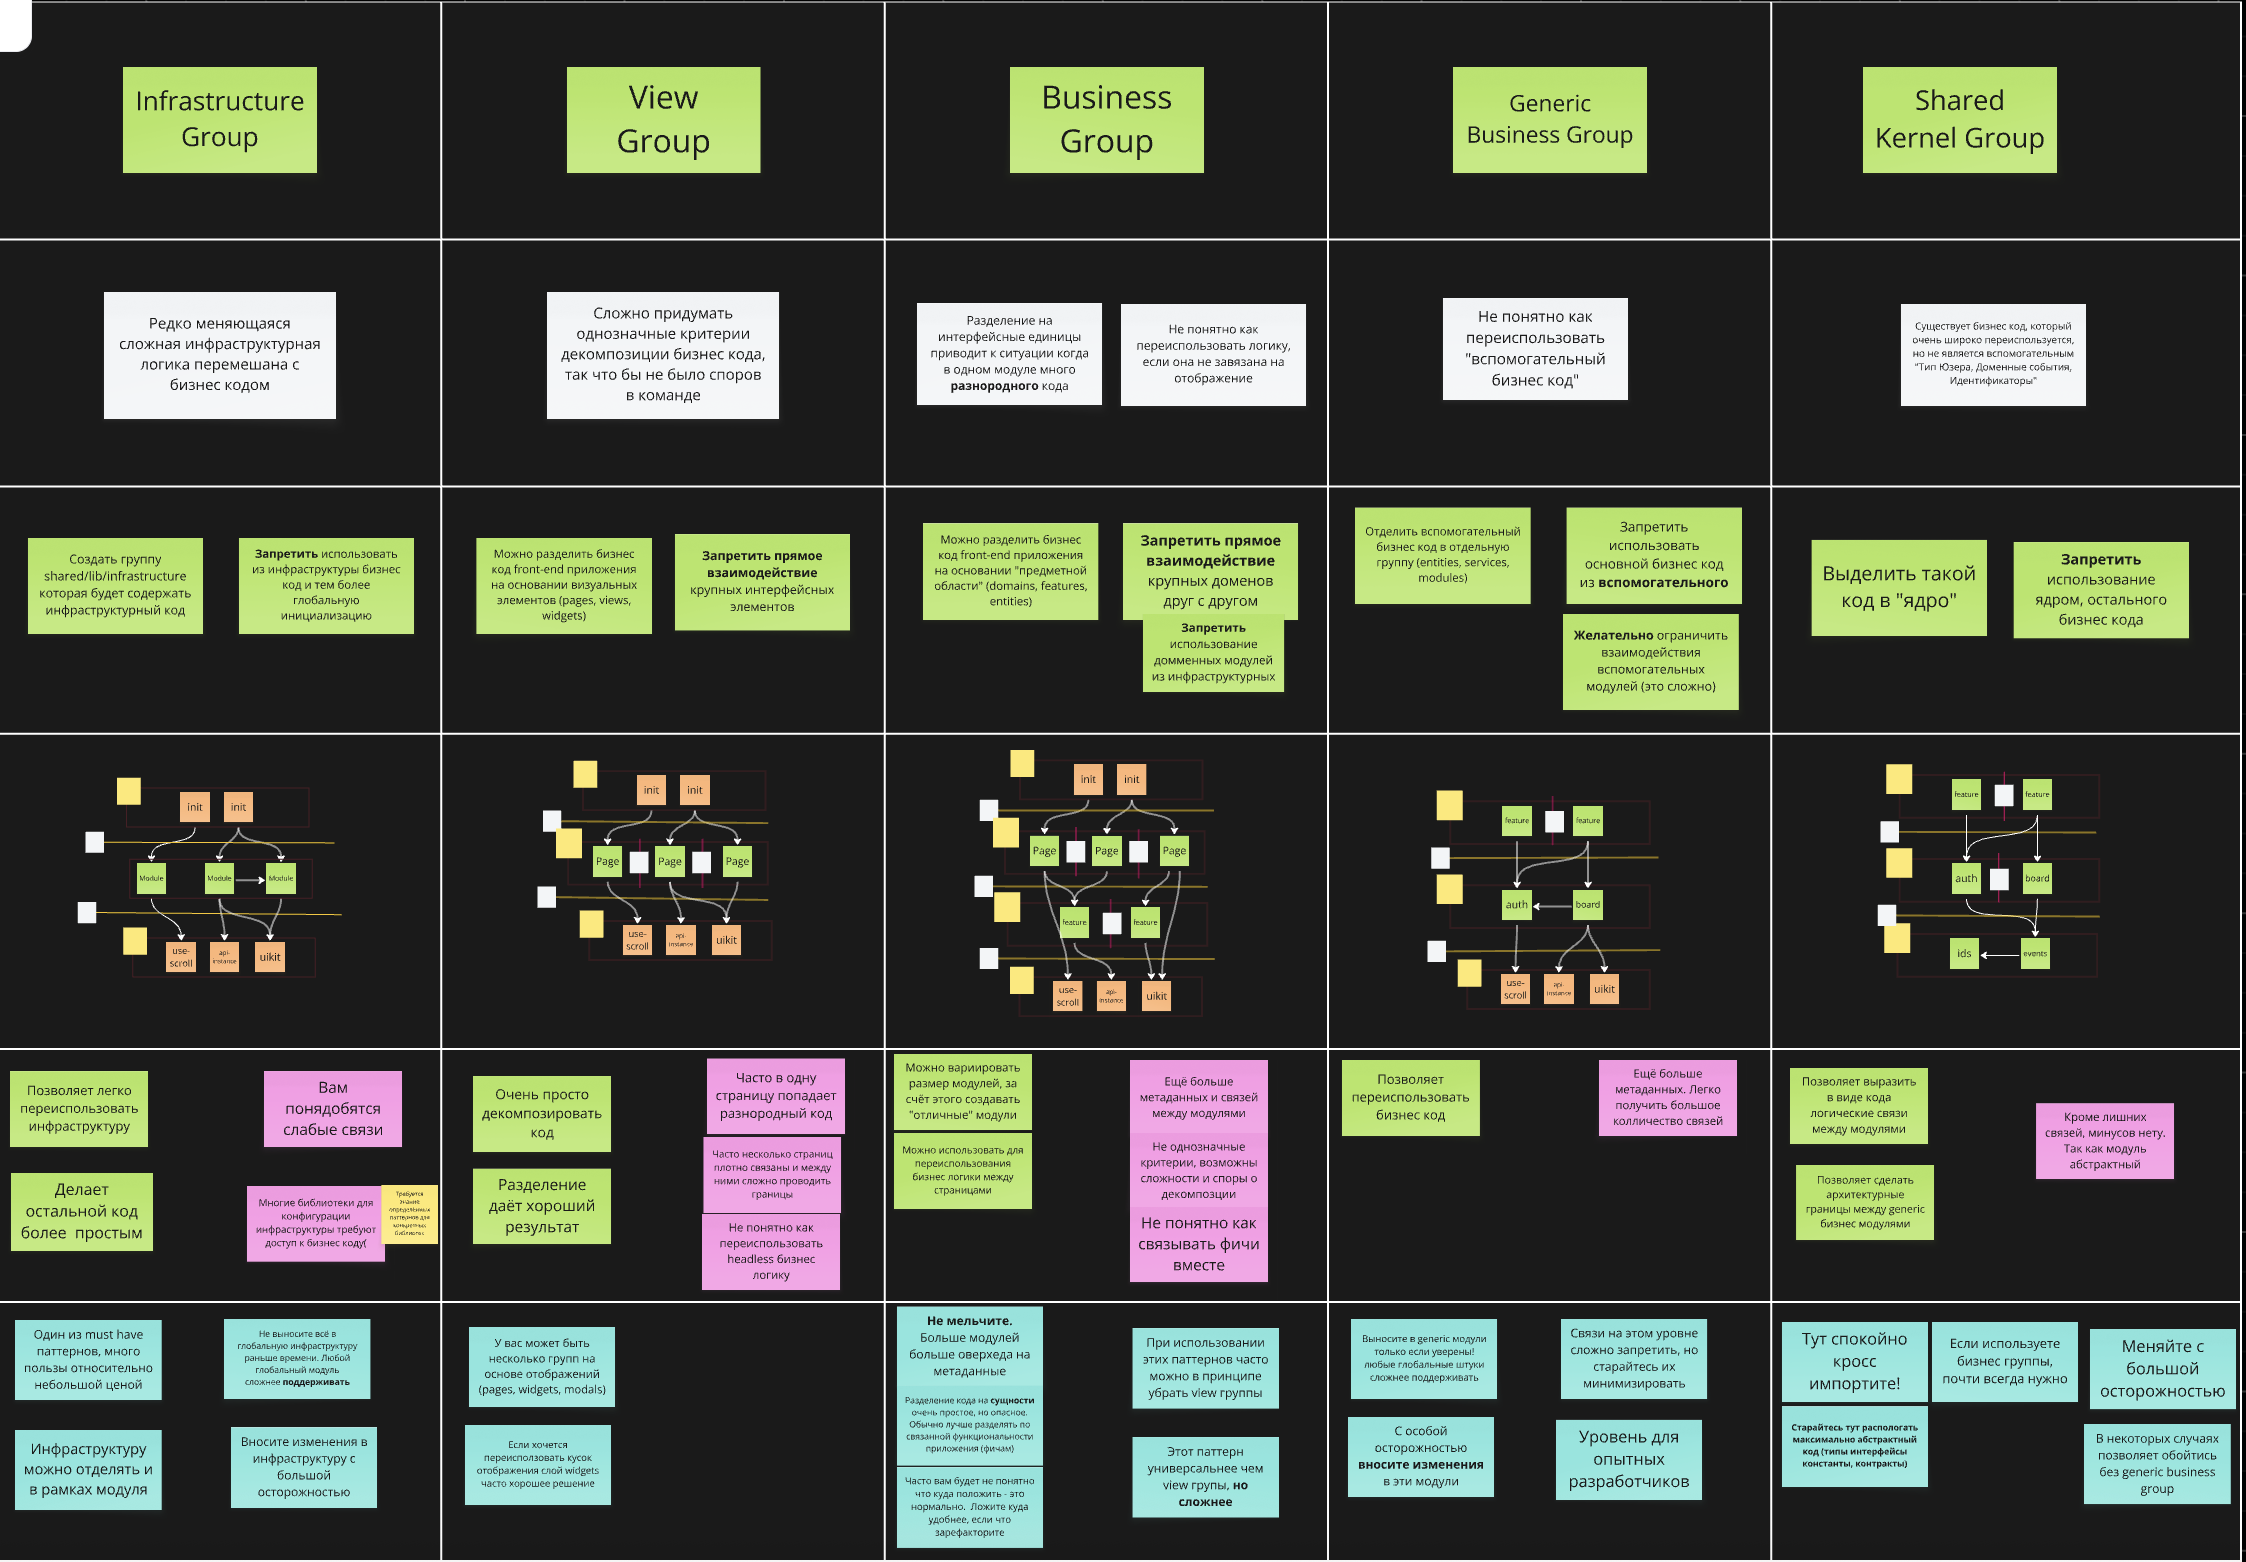 Infrastructure
Group
View
Group
Business
Group
Generic
Business Group
Shared
Kernel Group
Редко меняющаяся
сложная инфраструктурная
логика перемешана с
бизнес кодом
Сложно придумать
однозначные критерии
декомпозиции бизнес кода,
так что бы не было споров
в команде
Разделение на
интерфейсные единицы
приводит к ситуации когда
в одном модуле много
разнородного кода
Не понятно как
переиспользовать логику,
если она не завязана на
отображение
Не понятно как
переиспользовать
"вспомогательный
бизнес код"
Существует бизнес код, который
очень широко переиспользуется,
но не является вспомогательным
"Тип Юзера, Доменные события,
Идентификаторы"
Создать группу
shared/lib/infrastructure
которая будет содержать
инфраструктурный код
Запретить использовать
из инфраструктуры бизнес
код и тем более
глобальную
инициализацию
Можно разделить бизнес
код front-end приложения
на основании визуальных
элементов (pages, views,
widgets)
Запретить прямое
взаимодействие
крупных интерфейсных
элементов
Можно разделить бизнес
код front-end приложения
на основании "предметной
области" (domains, features,
entities)
Запретить прямое
взаимодействие
крупных доменов
друг с другом
Запретить
использование
домменных модулей
из инфраструктурных
Отделить вспомогательный
бизнес код в отдельную
группу (entities, services,
modules)
Запретить
использовать
основной бизнес код
из вспомогательного
Желательно ограничить
взаимодействия
вспомогательных
модулей (это сложно)
Выделить такой
код в "ядро"
Запретить
использование
ядром, остального
бизнес кода
init
init
Module
Module
Module
use-
scroll
api-
instance
uikit
init
init
Page
Page
Page
use-
scroll
api-
instance
uikit
init
init
Page
Page
Page
feature
feature
use-
scroll
api-
instance
uikit
feature
feature
auth
board
use-
scroll
api-
instance
uikit
feature
feature
auth
board
ids
events
Позволяет легко
переиспользовать
инфраструктуру
Вам
понядобятся
слабые связи
Делает
остальной код
более простым
Многие библиотеки для
конфигурации
инфраструктуры требуют
доступ к бизнес коду(
Требуется
знание
определённых
паттернов для
конкретных
библиотек
Очень просто
декомпозировать
код
Разделение
даёт хороший
результат
Часто в одну
страницу попадает
разнородный код
Часто несколько страниц
плотно связаны и между
ними сложно проводить
границы
Не понятно как
переиспользовать
headless бизнес
логику
Можно вариировать
размер модулей, за
счёт этого создавать
"отличные" модули
Можно использовать для
переиспользования
бизнес логики между
страницами
Ещё больше
метаданных и связей
между модулями
Не однозначные
критерии, возможны
сложности и споры о
декомпозции
Не понятно как
связывать фичи
вместе
Позволяет
переиспользовать
бизнес код
Ещё больше
метаданных. Легко
получить большое
колличество связей
Позволяет выразить
в виде кода
логические связи
между модулями
Позволяет сделать
архитектурные
границы между generic
бизнес модулями
Кроме лишних
связей, минусов нету.
Так как модуль
абстрактный
Один из must have
паттернов, много
пользы относительно
небольшой ценой
Не выносите всё в
глобальную инфраструктуру
раньше времени. Любой
глобальный модуль
сложнее поддерживать
Инфраструктуру
можно отделять и
в рамках модуля
Вносите изменения в
инфраструктуру с
большой
осторожностью
У вас может быть
несколько групп на
основе отображений
(pages, widgets, modals)
Если хочется
переисползовать кусок
отображения слой widgets
часто хорошее решение
Не мельчите.
Больше модулей
больше оверхеда на
метаданные
Разделение кода на сущности
очень простое, но опасное.
Обычно лучше разделять по
связанной функциональности
приложения (фичам)
Часто вам будет не понятно
что куда положить - это
нормально. Ложите куда
удобнее, если что
зарефакторите
При использовании
этих паттернов часто
можно в принципе
убрать view группы
Этот паттерн
универсальнее чем
view групы, но
сложнее
Выносите в generic модули
только если уверены!
любые глобальные штуки
сложнее поддерживать
Связи на этом уровне
сложно запретить, но
старайтесь их
минимизировать
С особой
осторожностью
вносите изменения
в эти модули
Уровень для
опытных
разработчиков
Тут спокойно
кросс
импортите!
Если используете
бизнес группы,
почти всегда нужно
Меняйте с
большой
осторожностью
Старайтесь тут распологать
максимально абстрактный
код (типы интерфейсы
константы, контракты)
В некоторых случаях
позволяет обойтись
без generic business
group